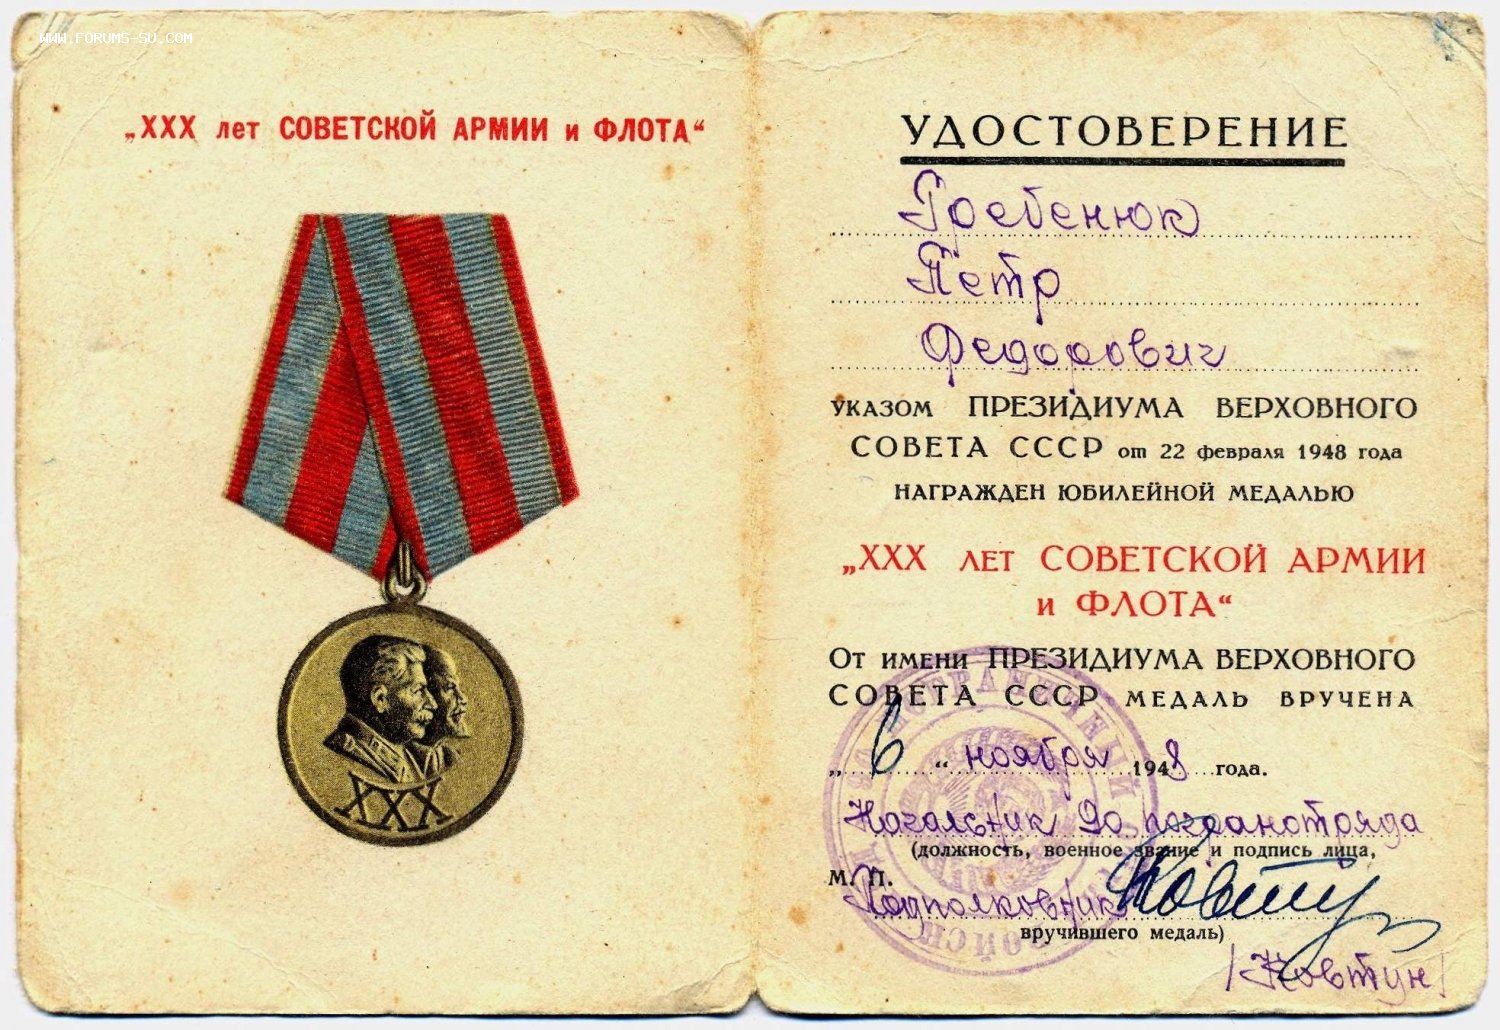 www.forums-su.com
„XXX лет СОВЕТСКОЙ АРМИИ и ФЛОТА“
XXX
УДОСТОВЕРЕНИЕ
Гребенюк
Петр
Федорович
УКАЗОМ ПРЕЗИДИУМА ВЕРХОВНОГО
СОВЕТА СССР от 22 февраля 1948 года
НАГРАЖДЕН ЮБИЛЕЙНОЙ МЕДАЛЬЮ
„XXX ЛЕТ СОВЕТСКОЙ АРМИИ
и ФЛОТА“
От имени ПРЕЗИДИУМА ВЕРХОВНОГО
СОВЕТА СССР МЕДАЛЬ ВРУЧЕНА
„6“ ноября 1948 года.
Начальник 90 погранотряда
(должность, военное звание и подпись лица,
М. П.
Подполковник Ковтун
вручившего медаль)
/Ковтун/